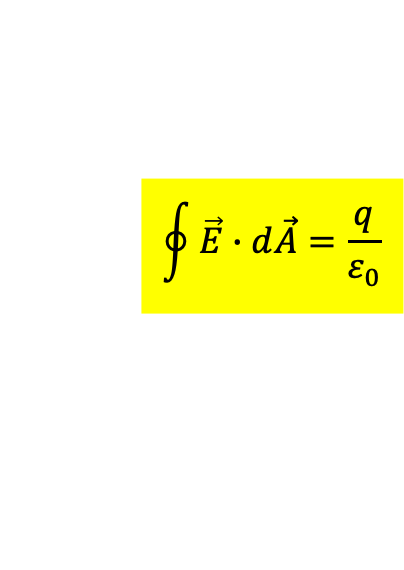 ∮ E⃗ · dA⃗ = q/ε₀